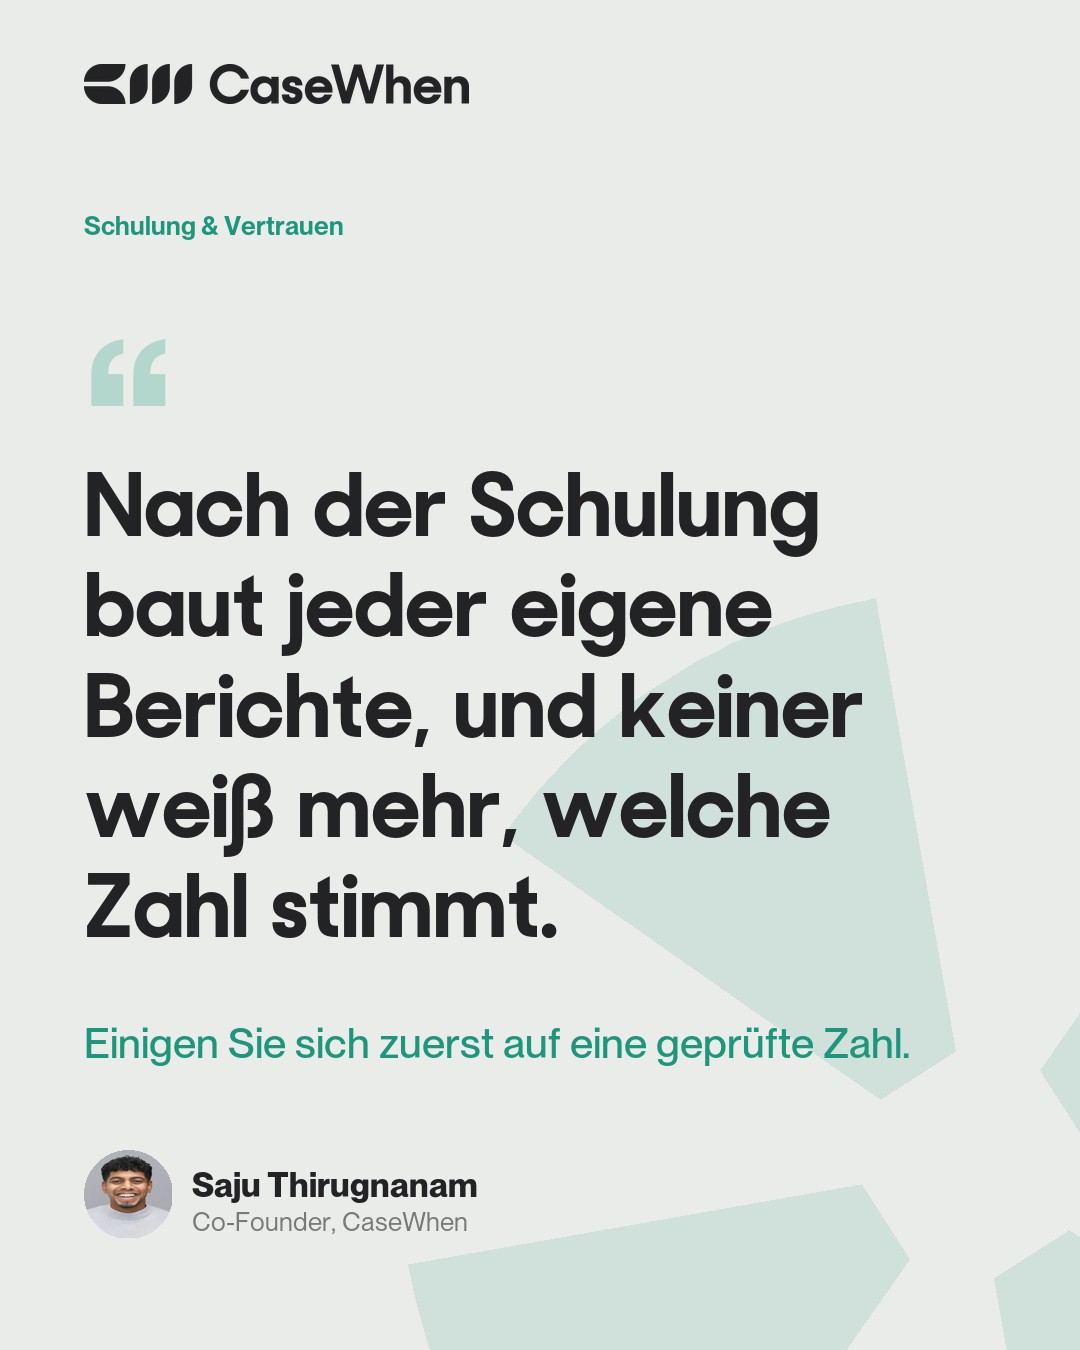 CaseWhen
Schulung & Vertrauen
“
Nach der Schulung
baut jeder eigene
Berichte, und keiner
weiß mehr, welche
Zahl stimmt.
Einigen Sie sich zuerst auf eine geprüfte Zahl.
Saju Thirugnanam
Co-Founder, CaseWhen